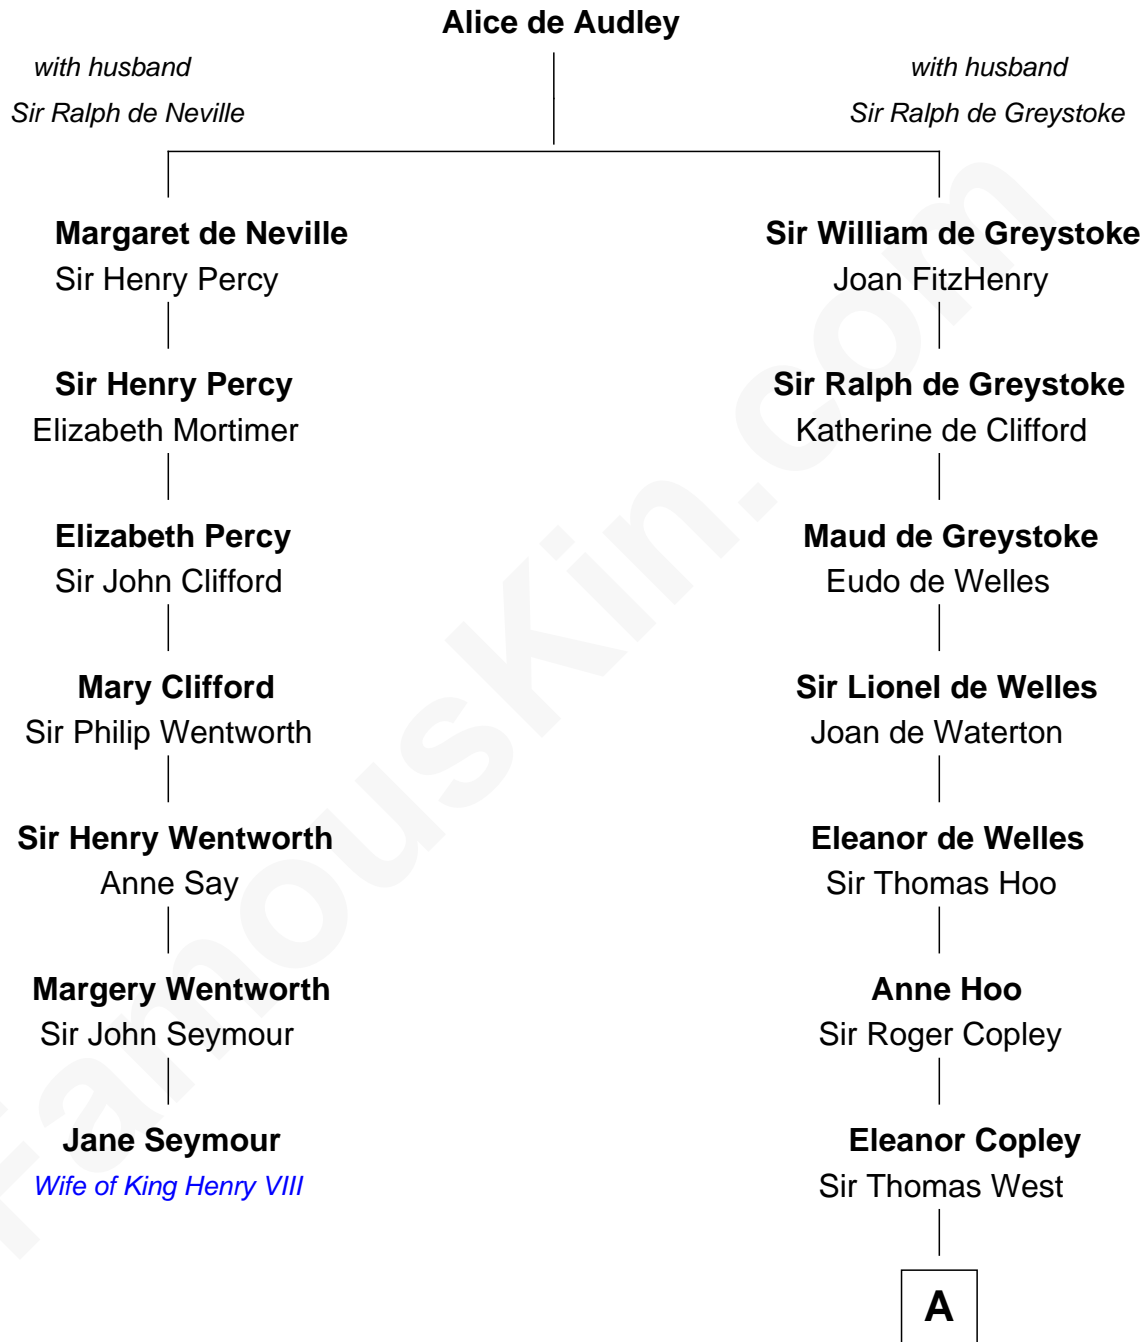 Alice de Audley
with husband
Sir Ralph de Neville
with husband
Sir Ralph de Greystoke
Margaret de Neville
Sir Henry Percy
Sir William de Greystoke
Joan FitzHenry
Sir Henry Percy
Elizabeth Mortimer
Sir Ralph de Greystoke
Katherine de Clifford
Elizabeth Percy
Sir John Clifford
Maud de Greystoke
Eudo de Welles
Mary Clifford
Sir Philip Wentworth
Sir Lionel de Welles
Joan de Waterton
Sir Henry Wentworth
Anne Say
Eleanor de Welles
Sir Thomas Hoo
Margery Wentworth
Sir John Seymour
Anne Hoo
Sir Roger Copley
Jane Seymour
Wife of King Henry VIII
Eleanor Copley
Sir Thomas West
A
FamousKin.com